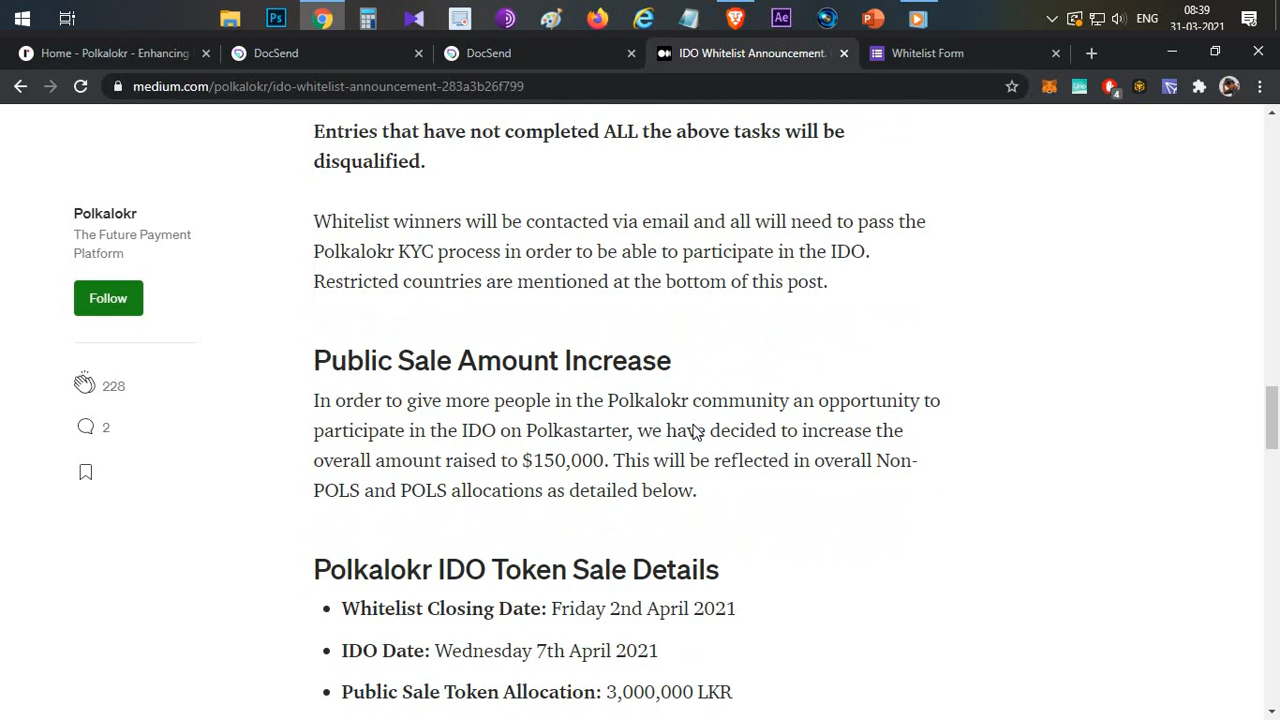 08:39
ENG
31-03-2021
Home - Polkalokr - Enhancing
DocSend
DocSend
IDO Whitelist Announcement.
Whitelist Form
medium.com/polkalokr/ido-whitelist-announcement-283a3b26f799
4
Entries that have not completed ALL the above tasks will be
disqualified.
Polkalokr
The Future Payment
Platform
Follow
228
2
Whitelist winners will be contacted via email and all will need to pass the
Polkalokr KYC process in order to be able to participate in the IDO.
Restricted countries are mentioned at the bottom of this post.
Public Sale Amount Increase
In order to give more people in the Polkalokr community an opportunity to
participate in the IDO on Polkastarter, we have decided to increase the
overall amount raised to $150,000. This will be reflected in overall Non-
POLS and POLS allocations as detailed below.
Polkalokr IDO Token Sale Details
• Whitelist Closing Date: Friday 2nd April 2021
• IDO Date: Wednesday 7th April 2021
• Public Sale Token Allocation: 3,000,000 LKR